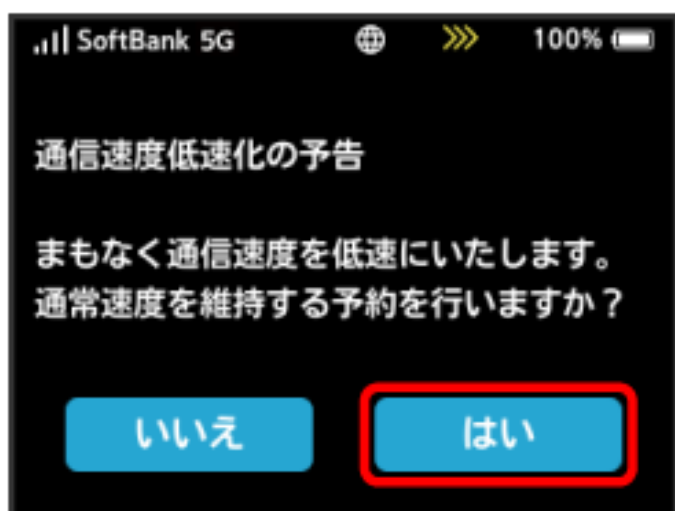 SoftBank 5G 100%
通信速度低速化の予告
まもなく通信速度を低速にいたします。
通常速度を維持する予約を行いますか？
いいえ はい